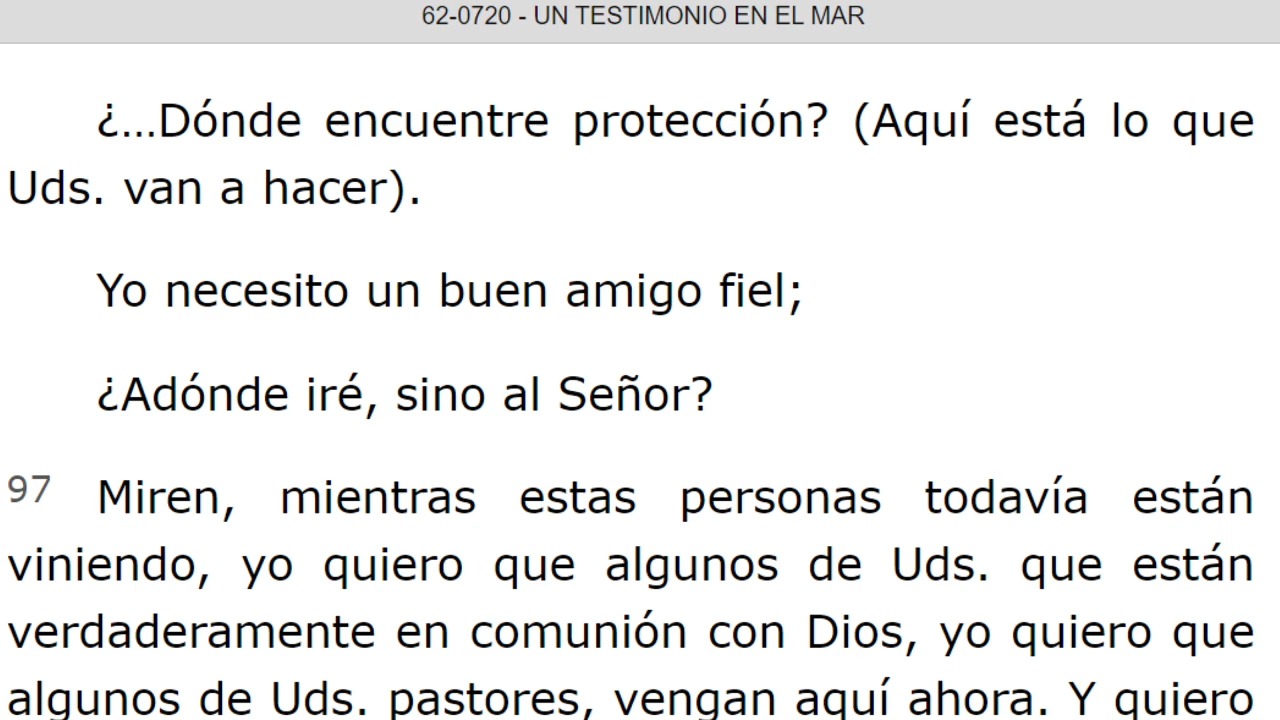 62-0720 - UN TESTIMONIO EN EL MAR
¿...Dónde encuentre protección? (Aquí está lo que
Uds. van a hacer).
Yo necesito un buen amigo fiel;
¿Adónde iré, sino al Señor?
97 Miren, mientras estas personas todavía están
viniendo, yo quiero que algunos de Uds. que están
verdaderamente en comunión con Dios, yo quiero que
algunos de Uds. pastores, vengan aquí ahora. Y quiero